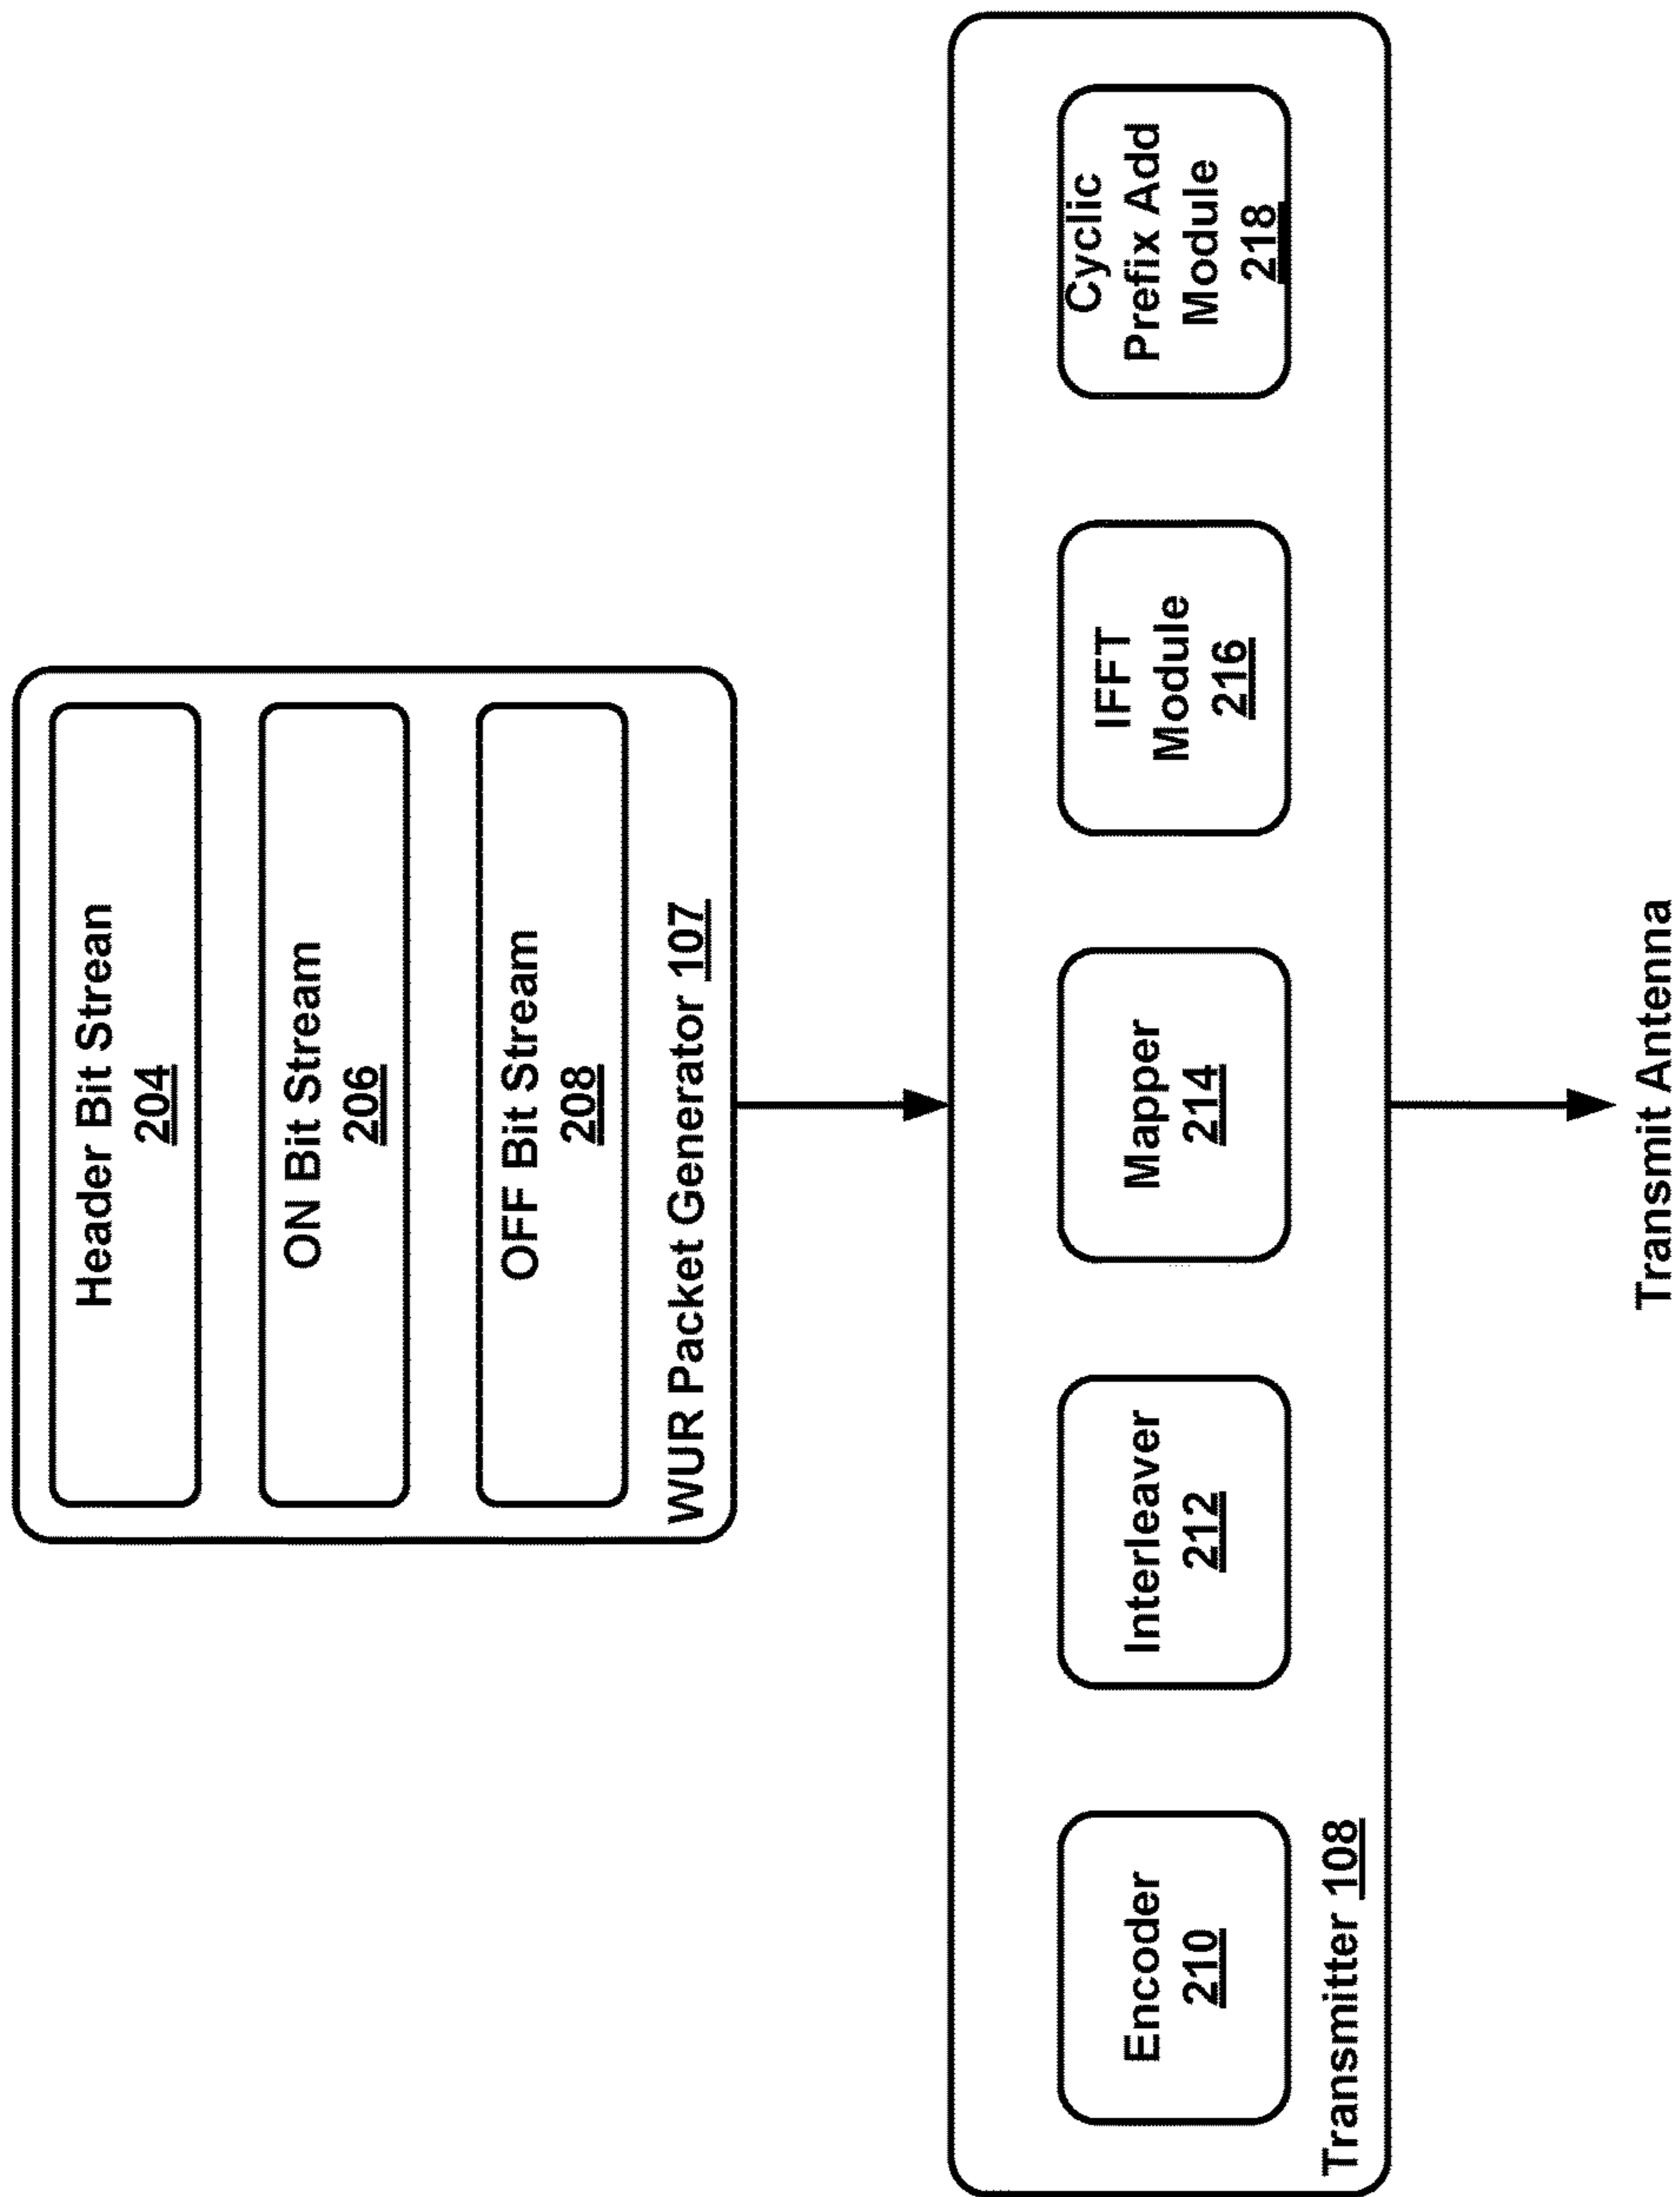 Header Bit Strean
204
ON Bit Stream
206
OFF Bit Stream
208
WUR Packet Generator 107
Encoder
210
Interleaver
212
Mapper
214
IFFT
Module
216
Cyclic
Prefix Add
Module
218
Transmitter 108
Transmit Antenna